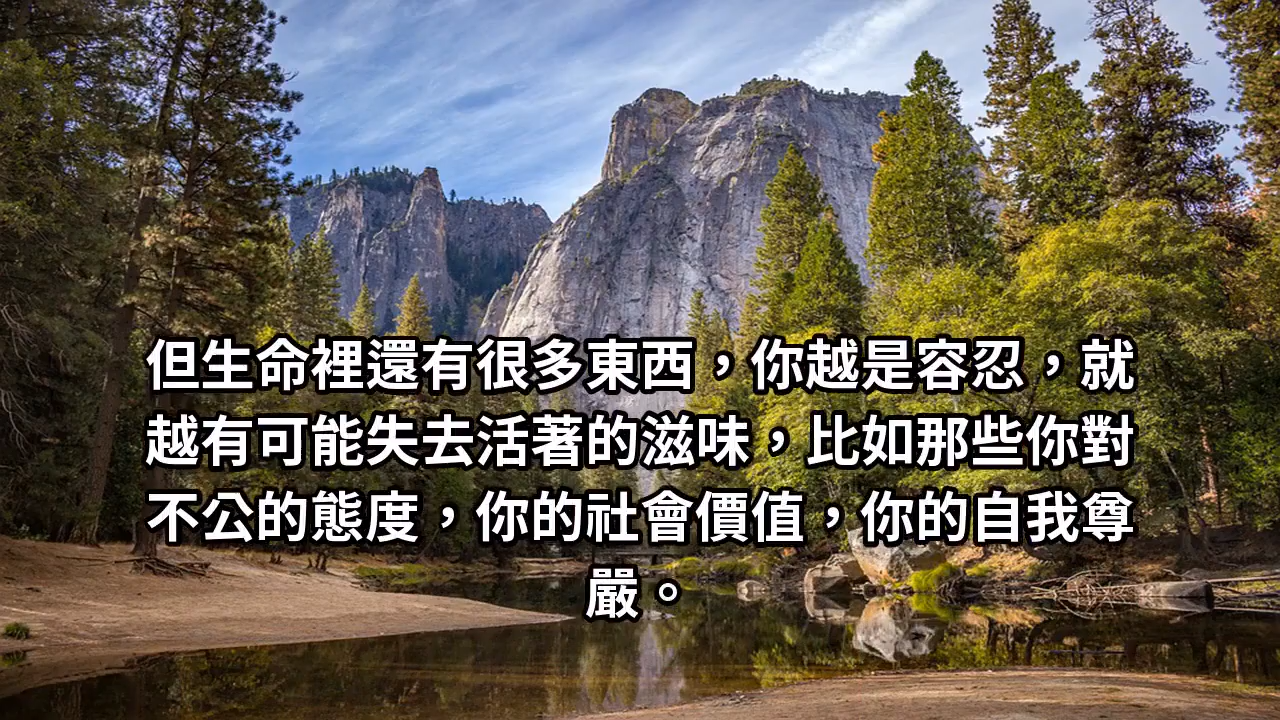 但生命裡還有很多東西，你越是容忍，就
越有可能失去活著的滋味，比如那些你對
不公的態度，你的社會價值，你的自我尊
嚴。